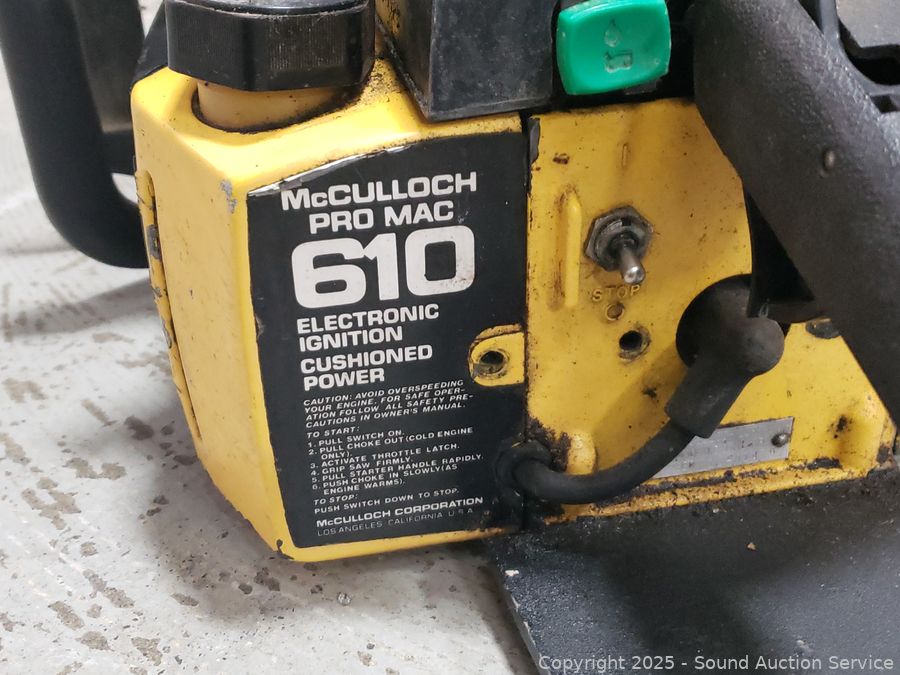 McCULLOCH
PRO MAC
610
ELECTRONIC
IGNITION
CUSHIONED
POWER
CAUTION: AVOID OVERSPEEDING
YOUR ENGINE. FOR SAFE OPER-
ATION FOLLOW ALL SAFETY PRE-
CAUTIONS IN OWNER'S MANUAL.
TO START:
1. PULL SWITCH ON.
2. PULL CHOKE OUT (COLD ENGINE
ONLY).
3. ACTIVATE THROTTLE LATCH.
4. GRIP SAW FIRMLY.
5. PULL STARTER HANDLE RAPIDLY.
6. PUSH CHOKE IN SLOWLY (AS
ENGINE WARMS).
TO STOP:
PUSH SWITCH DOWN TO STOP.
McCULLOCH CORPORATION
LOS ANGELES, CALIFORNIA U.S.A.
STOP
Copyright © 2025 - Sound Auction Service